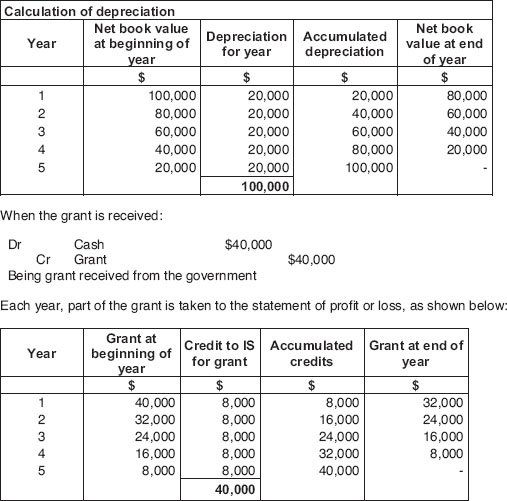 Calculation of depreciation
Year Net book value at beginning of year Depreciation for year Accumulated depreciation Net book value at end of year
$ $ $ $
1 100,000 20,000 20,000 80,000
2 80,000 20,000 40,000 60,000
3 60,000 20,000 60,000 40,000
4 40,000 20,000 80,000 20,000
5 20,000 20,000 100,000 -
100,000
When the grant is received:
Dr Cash $40,000
Cr Grant $40,000
Being grant received from the government
Each year, part of the grant is taken to the statement of profit or loss, as shown below:
Year Grant at beginning of year Credit to IS for grant Accumulated credits Grant at end of year
$ $ $ $
1 40,000 8,000 8,000 32,000
2 32,000 8,000 16,000 24,000
3 24,000 8,000 24,000 16,000
4 16,000 8,000 32,000 8,000
5 8,000 8,000 40,000 -
40,000